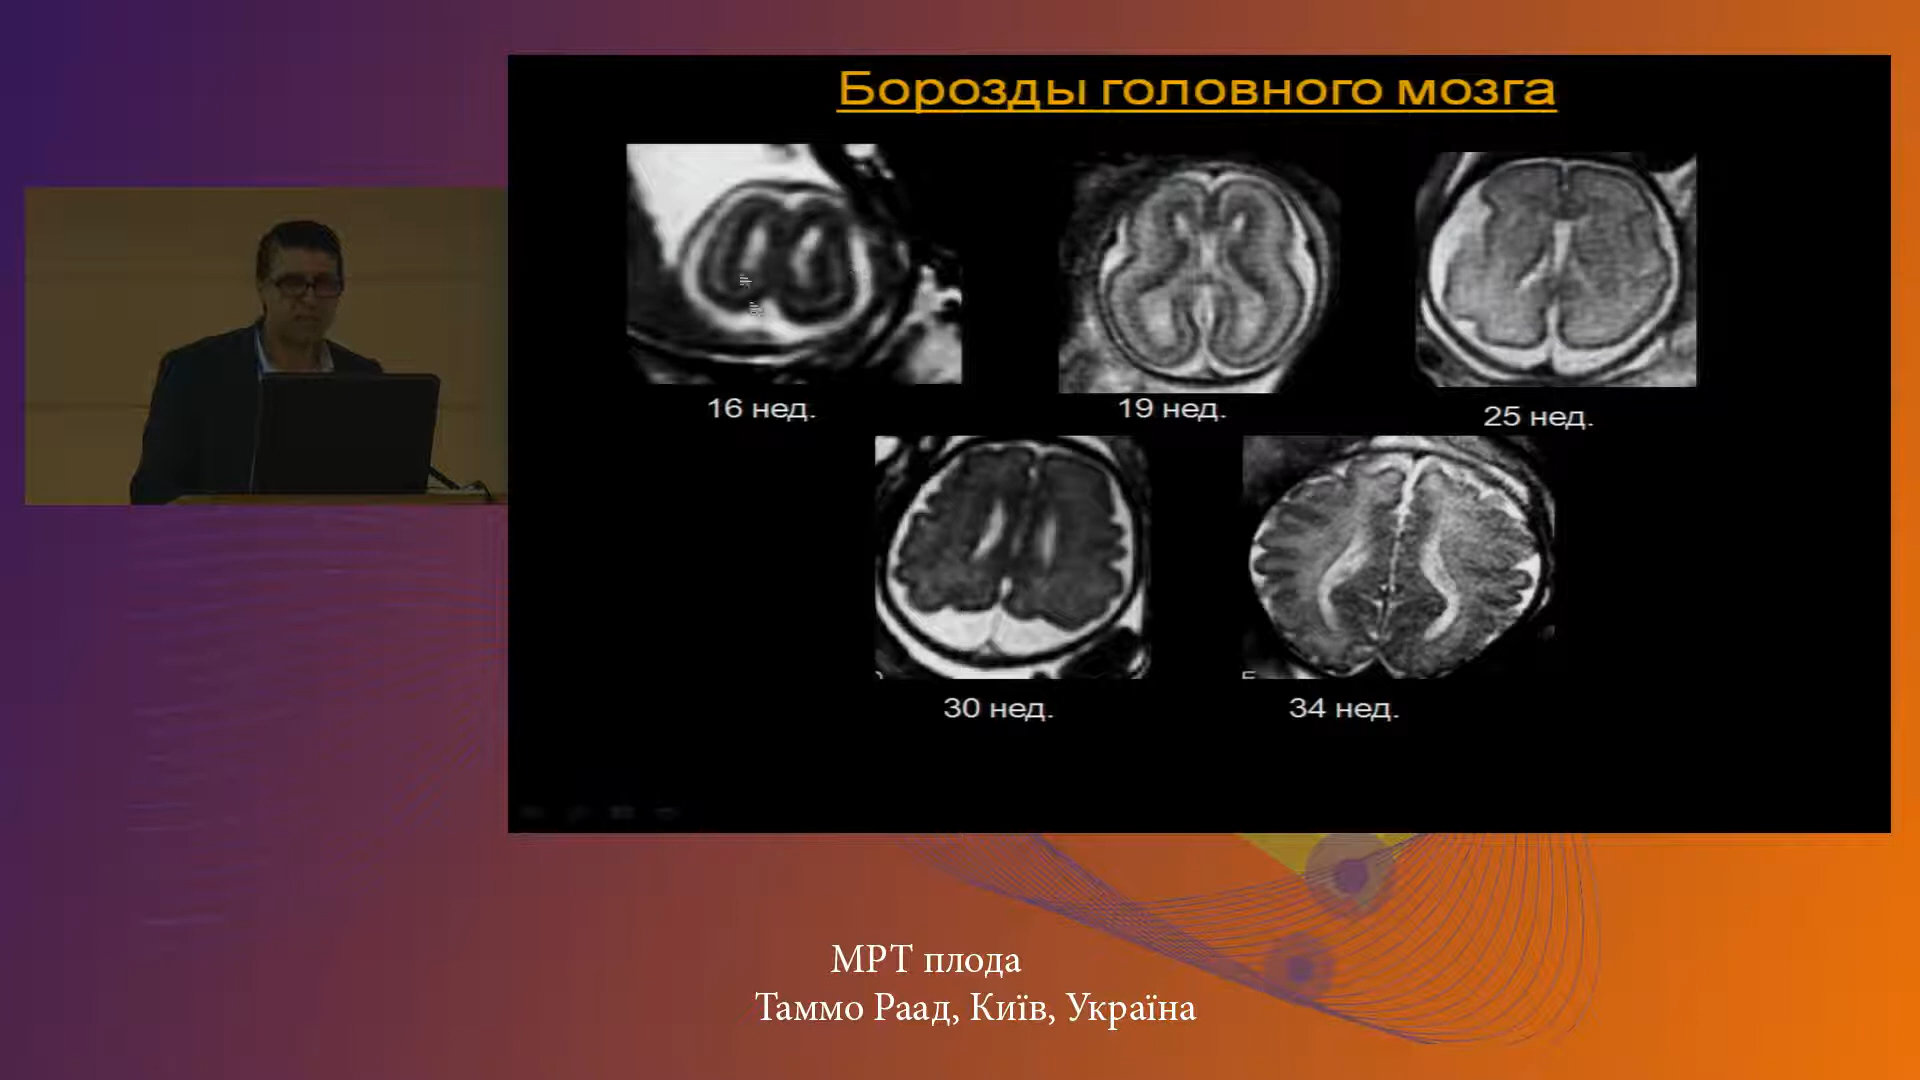 Борозды головного мозга
16 нед.
19 нед.
25 нед.
30 нед.
34 нед.
МРТ плода
Таммо Раад, Київ, Україна